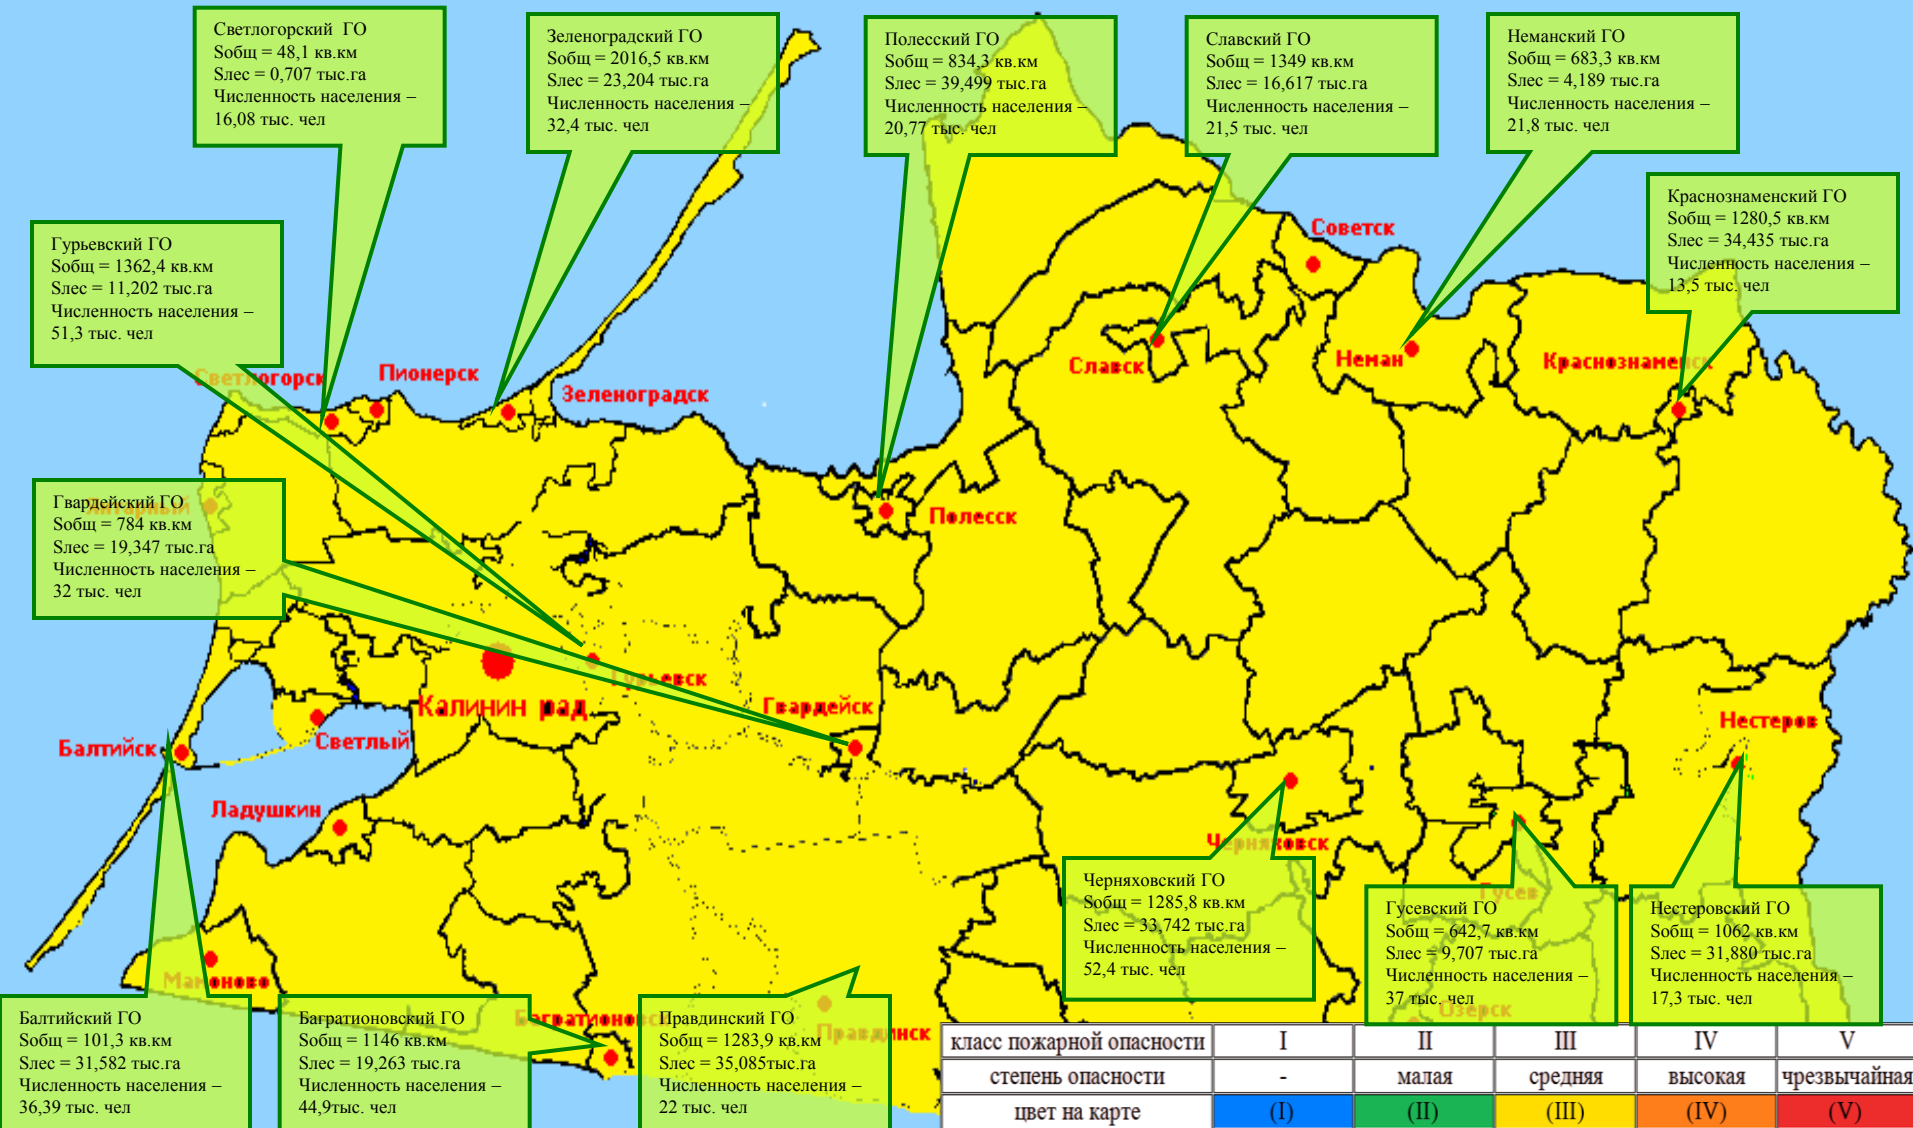 Светлогорский ГО
Sобщ = 48,1 кв.км
Sлес = 0,707 тыс.га
Численность населения –
16,08 тыс. чел
Зеленоградский ГО
Sобщ = 2016,5 кв.км
Sлес = 23,204 тыс.га
Численность населения –
32,4 тыс. чел
Полесский ГО
Sобщ = 834,3 кв.км
Sлес = 39,499 тыс.га
Численность населения –
20,77 тыс. чел
Славский ГО
Sобщ = 1349 кв.км
Sлес = 16,617 тыс.га
Численность населения –
21,5 тыс. чел
Неманский ГО
Sобщ = 683,3 кв.км
Sлес = 4,189 тыс.га
Численность населения –
21,8 тыс. чел
Краснознаменский ГО
Sобщ = 1280,5 кв.км
Sлес = 34,435 тыс.га
Численность населения –
13,5 тыс. чел
Гурьевский ГО
Sобщ = 1362,4 кв.км
Sлес = 11,202 тыс.га
Численность населения –
51,3 тыс. чел
Советск
Светлогорск
Пионерск
Зеленоградск
Славск
Неман
Краснознаменск
Гвардейский ГО
Sобщ = 784 кв.км
Sлес = 19,347 тыс.га
Численность населения –
32 тыс. чел
Янтарный
Полесск
Гурьевск
Калинин рад
Гвардейск
Нестеров
Балтийск
Светлый
Ладушкин
Черняховск
Гусев
Мамоново
Багратионовск
Правдинск
Озерск
Черняховский ГО
Sобщ = 1285,8 кв.км
Sлес = 33,742 тыс.га
Численность населения –
52,4 тыс. чел
Гусевский ГО
Sобщ = 642,7 кв.км
Sлес = 9,707 тыс.га
Численность населения –
37 тыс. чел
Нестеровский ГО
Sобщ = 1062 кв.км
Sлес = 31,880 тыс.га
Численность населения –
17,3 тыс. чел
Балтийский ГО
Sобщ = 101,3 кв.км
Sлес = 31,582 тыс.га
Численность населения –
36,39 тыс. чел
Багратионовский ГО
Sобщ = 1146 кв.км
Sлес = 19,263 тыс.га
Численность населения –
44,9тыс. чел
Правдинский ГО
Sобщ = 1283,9 кв.км
Sлес = 35,085тыс.га
Численность населения –
22 тыс. чел
класс пожарной опасности I II III IV V
степень опасности - малая средняя высокая чрезвычайная
цвет на карте (I) (II) (III) (IV) (V)